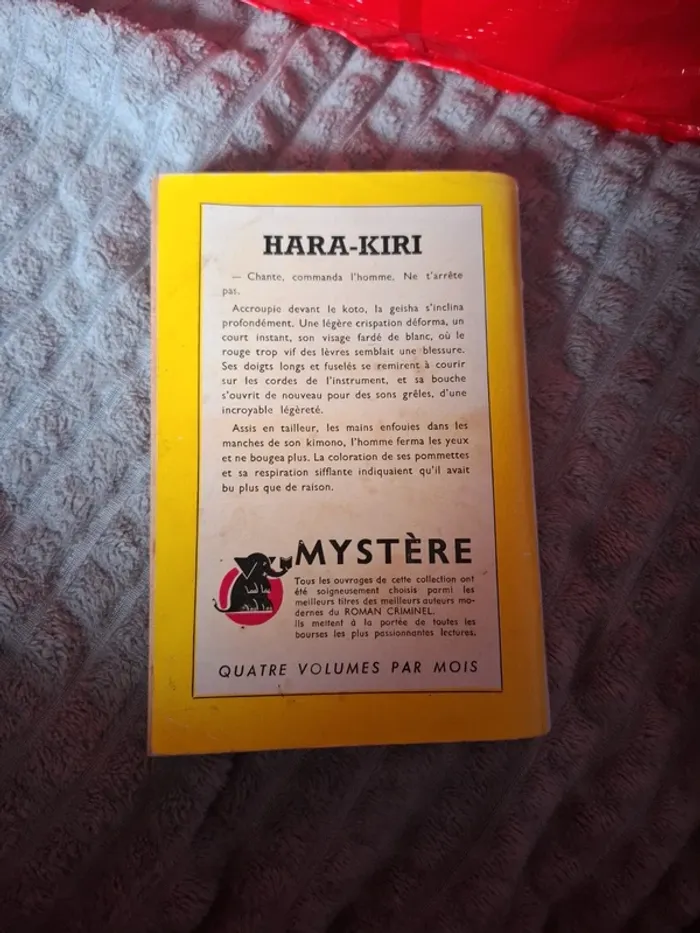 HARA-KIRI
— Chante, commanda l'homme. Ne t'arrête
pas.
Accroupie devant le koto, la geisha s'inclina
profondément. Une légère crispation déforma, un
court instant, son visage fardé de blanc, où le
rouge trop vif des lèvres semblait une blessure.
Ses doigts longs et fuselés se remirent à courir
sur les cordes de l'instrument, et sa bouche
s'ouvrit de nouveau pour des sons grêles, d'une
incroyable légèreté.
Assis en tailleur, les mains enfouies dans les
manches de son kimono, l'homme ferma les yeux
et ne bougea plus. La coloration de ses pommettes
et sa respiration sifflante indiquaient qu'il avait
bu plus que de raison.
MYSTÈRE
Tous les ouvrages de cette collection ont
été soigneusement choisis parmi les
meilleurs titres des meilleurs auteurs mo-
dernes du ROMAN CRIMINEL.
Ils mettent à la portée de toutes les
bourses les plus passionnantes lectures.
QUATRE VOLUMES PAR MOIS